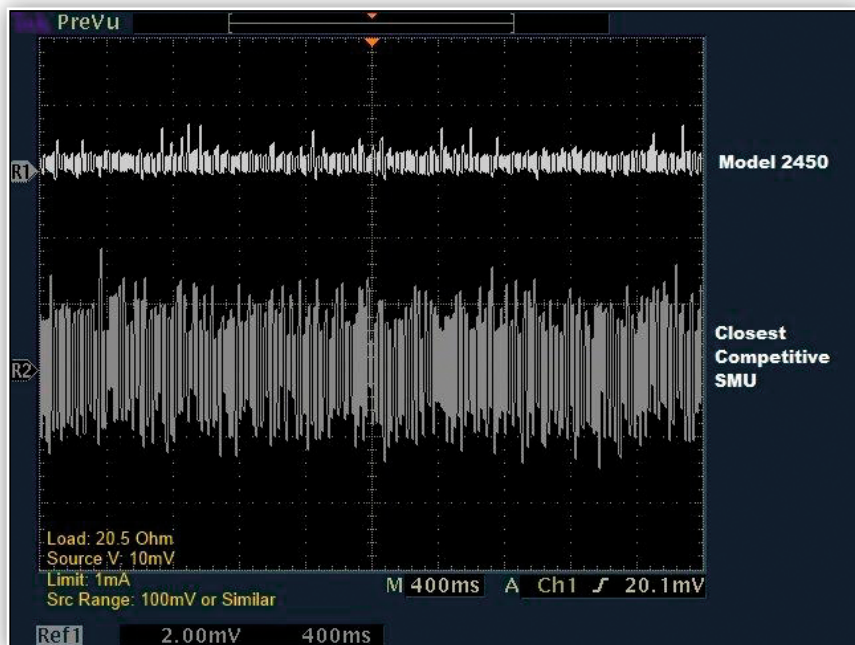 Tek PreVu
R1
Model 2450
R2
Closest
Competitive
SMU
Load: 20.5 Ohm
Source V: 10mV
Limit: 1mA
Src Range: 100mV or Similar
M 400ms A Ch1 20.1mV
Ref1 2.00mV 400ms